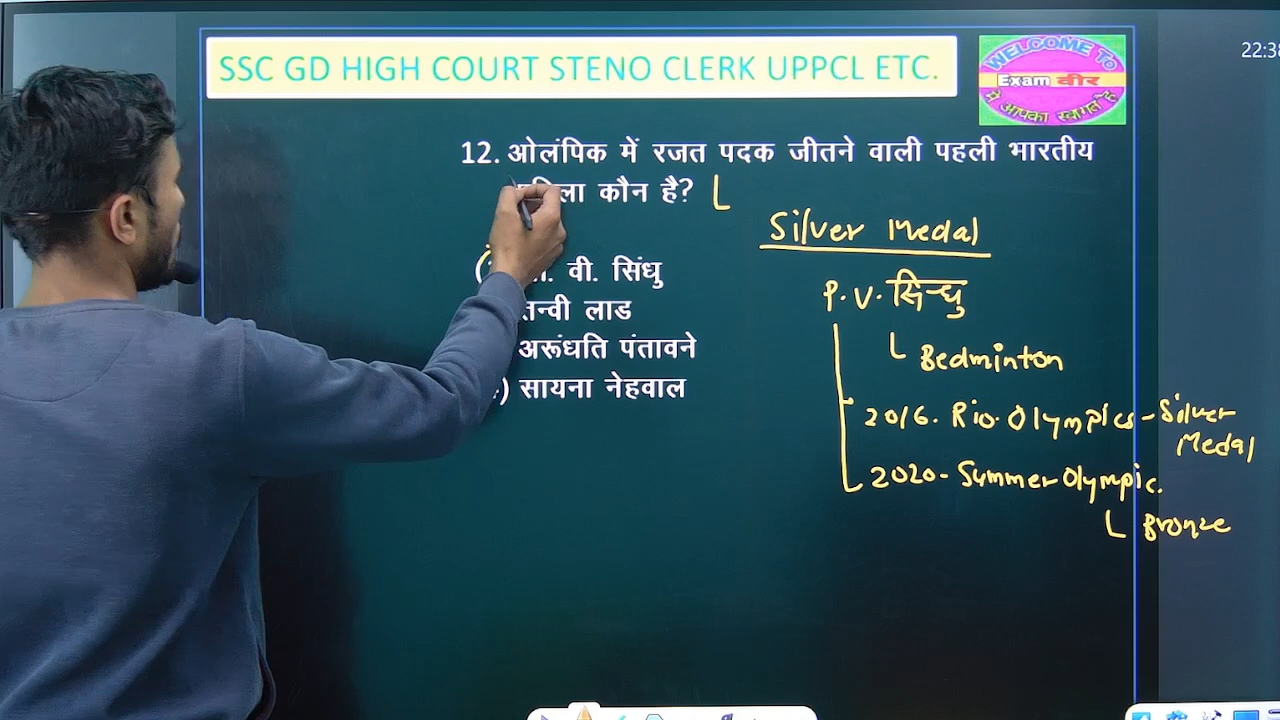 SSC GD HIGH COURT STENO CLERK UPPCL ETC.
WELCOME TO
Exam वीर
में आपका स्वागत है
22:38
12. ओलंपिक में रजत पदक जीतने वाली पहली भारतीय
कौन है?
वी. सिंधु
तन्वी लाड
अरूंधति पंतावने
) सायना नेहवाल
Silver Medal
P. V. सिन्धु
Bedminton
2016. Rio. Olympics - Silver
Medal
2020 - Summer Olympic.
Bronze